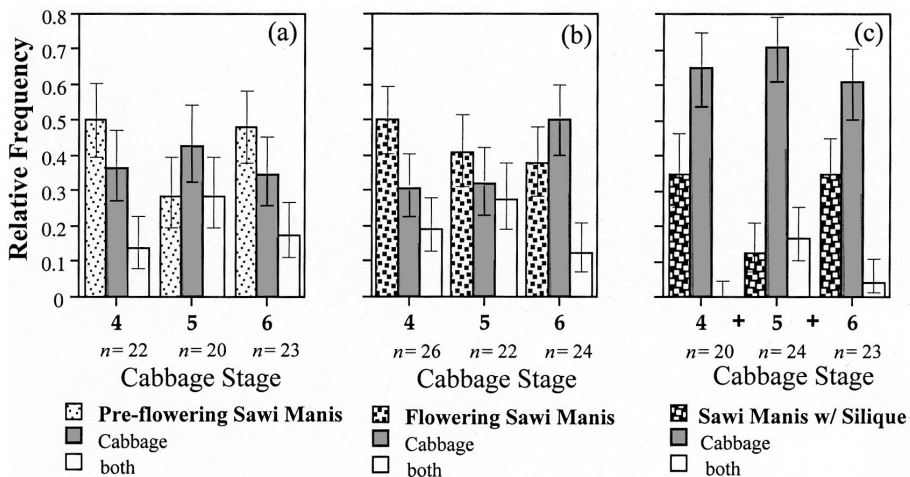 (a)
(b)
(c)
Relative Frequency
0.8
0.7
0.6
0.5
0.4
0.3
0.2
0.1
0
4 5 6
n= 22 n= 20 n= 23
Cabbage Stage
4 5 6
n= 26 n= 22 n= 24
Cabbage Stage
4 + 5 + 6
n= 20 n= 24 n= 23
Cabbage Stage
Pre-flowering Sawi Manis
Cabbage
both
Flowering Sawi Manis
Cabbage
both
Sawi Manis w/ Silique
Cabbage
both